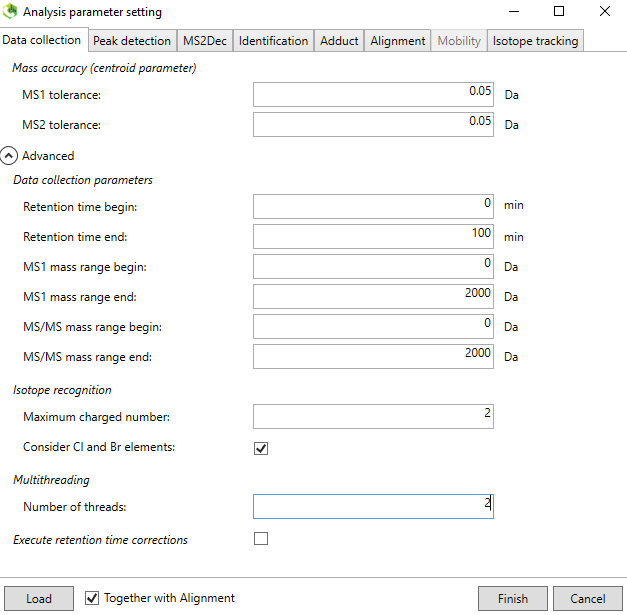 Analysis parameter setting
Data collection Peak detection MS2Dec Identification Adduct Alignment Mobility Isotope tracking
Mass accuracy (centroid parameter)
MS1 tolerance: 0.05 Da
MS2 tolerance: 0.05 Da
Advanced
Data collection parameters
Retention time begin: 0 min
Retention time end: 100 min
MS1 mass range begin: 0 Da
MS1 mass range end: 2000 Da
MS/MS mass range begin: 0 Da
MS/MS mass range end: 2000 Da
Isotope recognition
Maximum charged number: 2
Consider Cl and Br elements:
Multithreading
Number of threads: 2
Execute retention time corrections
Load Together with Alignment Finish Cancel